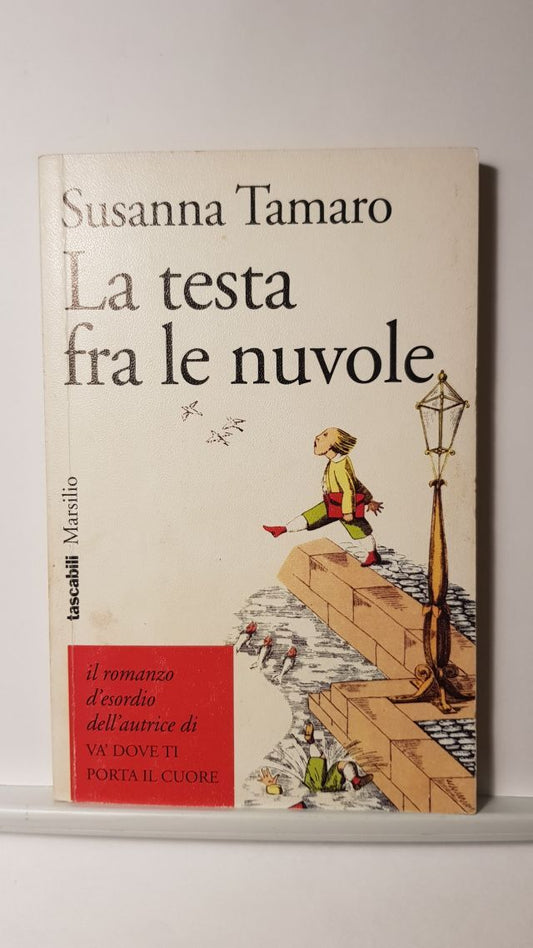 Susanna Tamaro
La testa
fra le nuvole
tascabili Marsilio
il romanzo
d'esordio
dell'autrice di
VA' DOVE TI
PORTA IL CUORE